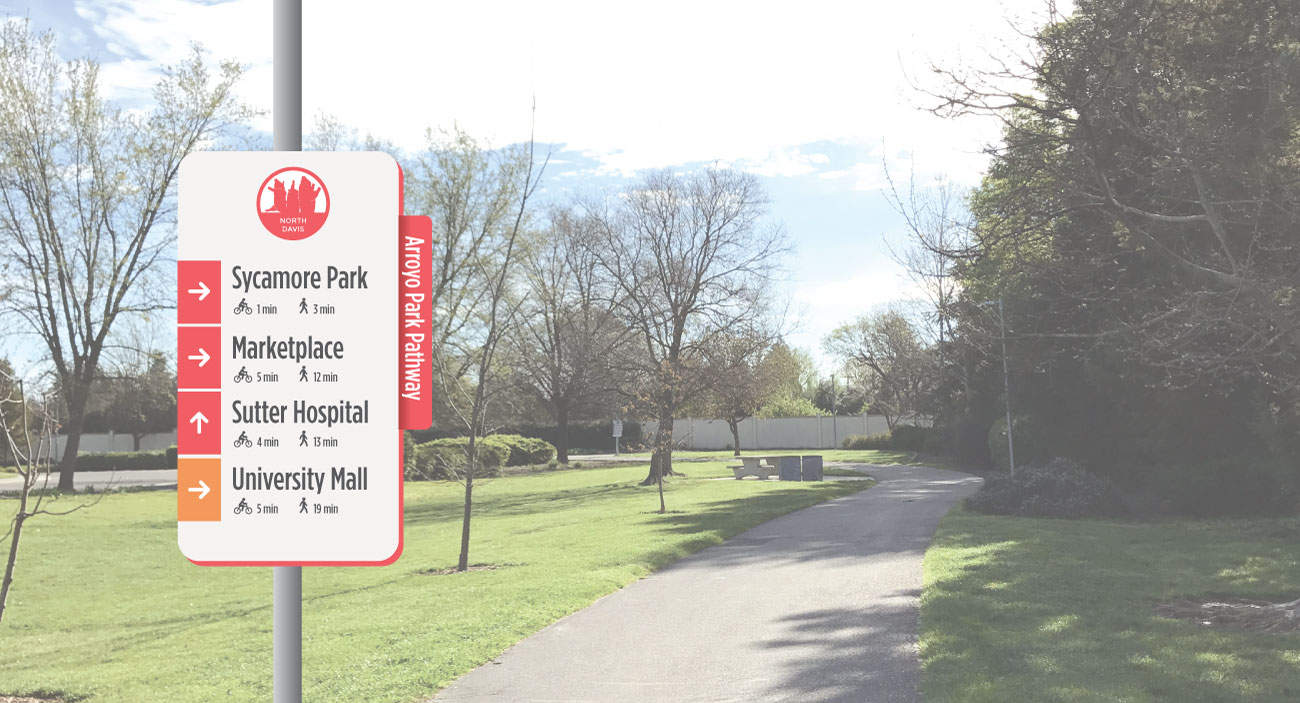 NORTH
DAVIS
Sycamore Park
1 min 3 min
Marketplace
5 min 12 min
Sutter Hospital
4 min 13 min
University Mall
5 min 19 min
Arroyo Park Pathway